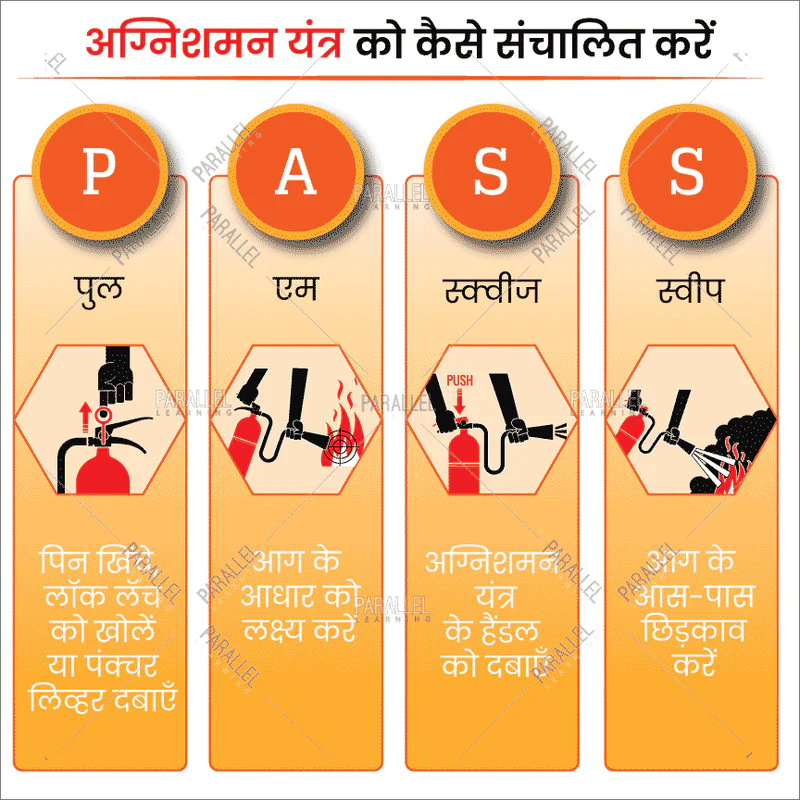 अग्निशमन यंत्र को कैसे संचालित करें
P
पुल
पिन खिंचे,
लॉक लॅच
को खोलें
या पंक्चर
लिव्हर दबाएँ
A
एम
आग के
आधार को
लक्ष्य करें
S
स्क्वीज
PUSH
अग्निशमन
यंत्र
के हैंडल
को दबाएँ
S
स्वीप
आग के
आस-पास
छिड़काव
करें
PARALLEL
LEARNING